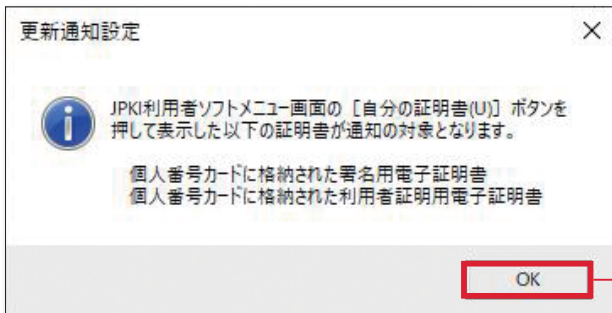 更新通知設定
JPKI利用者ソフトメニュー画面の［自分の証明書(U)］ボタンを
押して表示した以下の証明書が通知の対象となります。
個人番号カードに格納された署名用電子証明書
個人番号カードに格納された利用者証明用電子証明書
OK